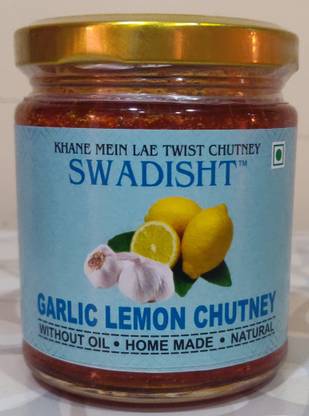 KHANE MEIN LAE TWIST CHUTNEY
SWADISHT™
GARLIC LEMON CHUTNEY
WITHOUT OIL • HOME MADE • NATURAL